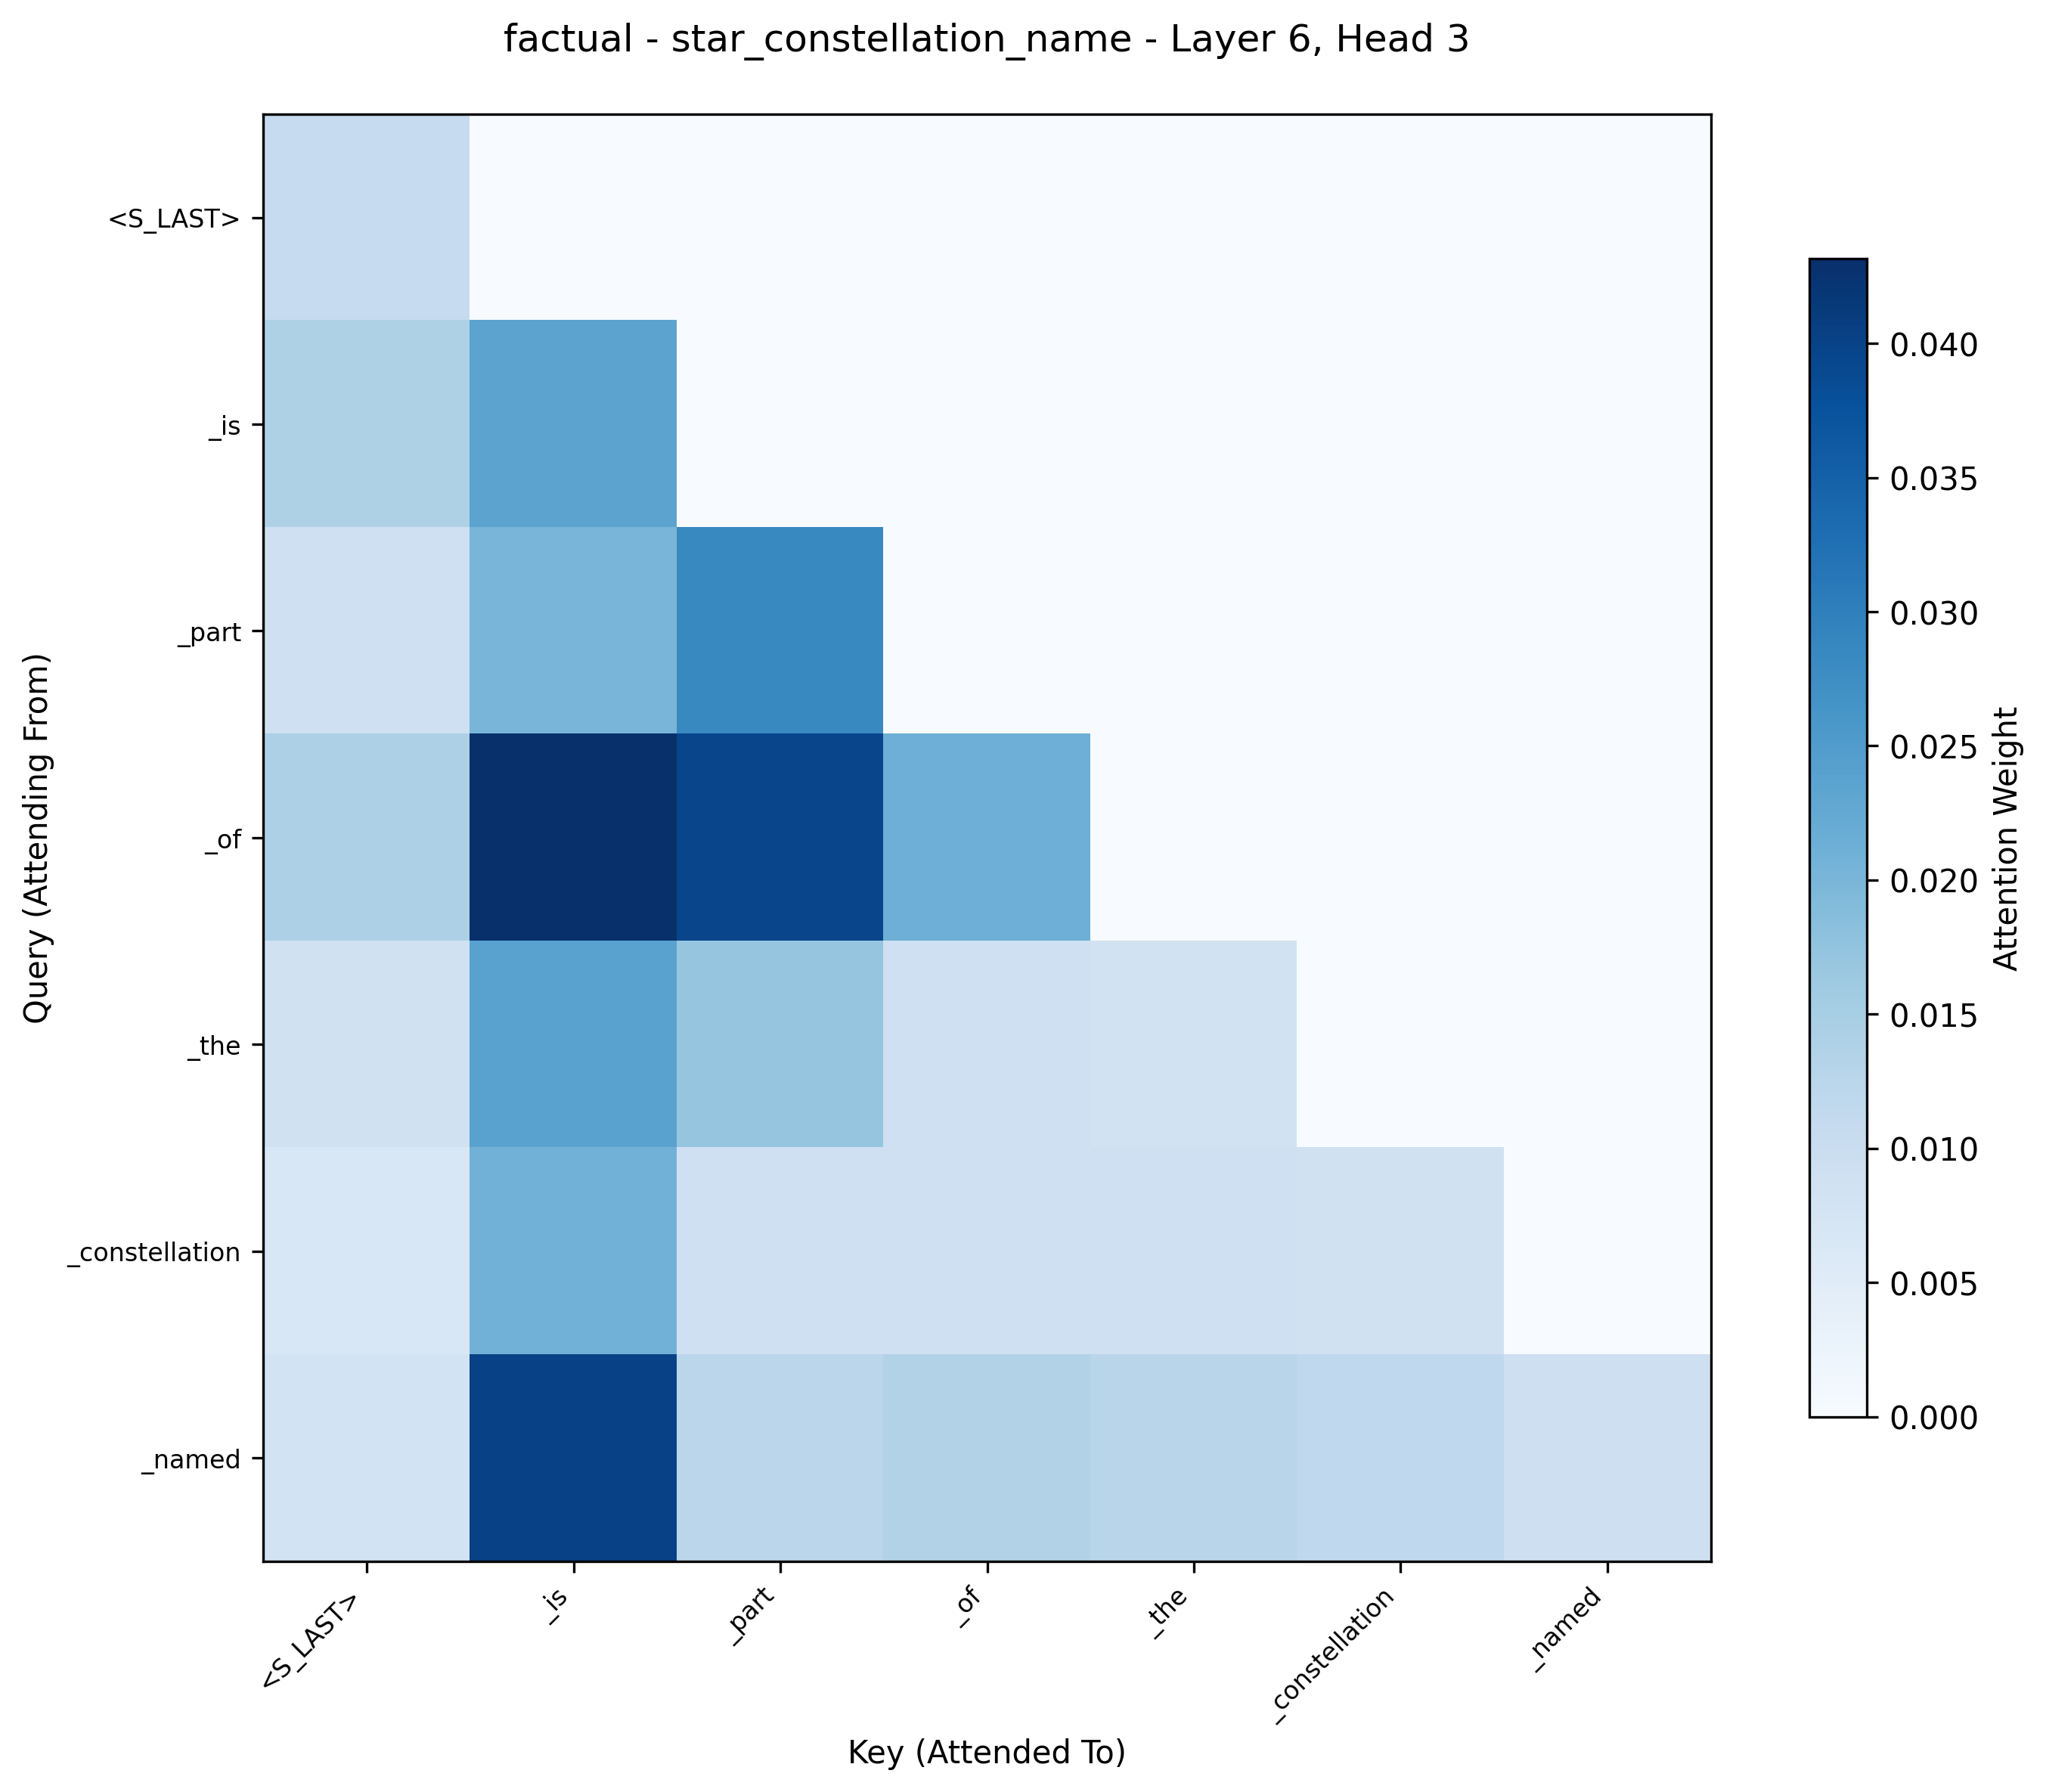 factual - star_constellation_name - Layer 6, Head 3
Query (Attending From)
<S_LAST>
_is
_part
_of
_the
_constellation
_named
<S_LAST>
_is
_part
_of
_the
_constellation
_named
Key (Attended To)
0.040
0.035
0.030
0.025
0.020
0.015
0.010
0.005
0.000
Attention Weight